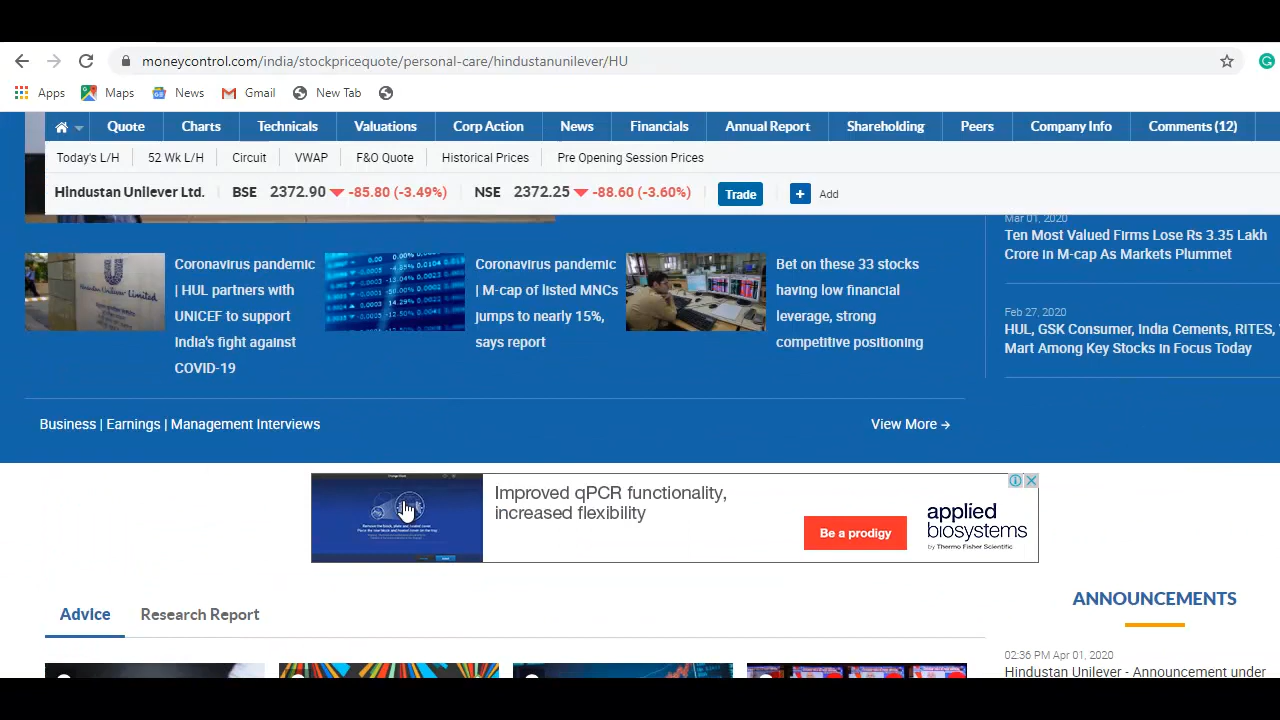 moneycontrol.com/india/stockpricequote/personal-care/hindustanunilever/HU
Apps Maps News Gmail New Tab
Quote Charts Technicals Valuations Corp Action News Financials Annual Report Shareholding Peers Company Info Comments (12)
Today's L/H 52 Wk L/H Circuit VWAP F&O Quote Historical Prices Pre Opening Session Prices
Hindustan Unilever Ltd. BSE 2372.90 -85.80 (-3.49%) NSE 2372.25 -88.60 (-3.60%) Trade + Add
Mar 01, 2020
Ten Most Valued Firms Lose Rs 3.35 Lakh
Crore in M-cap As Markets Plummet
Feb 27, 2020
HUL, GSK Consumer, India Cements, RITES,
Mart Among Key Stocks in Focus Today
Coronavirus pandemic
| HUL partners with
UNICEF to support
India's fight against
COVID-19
Coronavirus pandemic
| M-cap of listed MNCs
jumps to nearly 15%,
says report
Bet on these 33 stocks
having low financial
leverage, strong
competitive positioning
Hindustan Unilever Limited
Business | Earnings | Management Interviews
View More →
Improved qPCR functionality,
increased flexibility
Be a prodigy
applied
biosystems
by Thermo Fisher Scientific
Advice Research Report
ANNOUNCEMENTS
02:36 PM Apr 01, 2020
Hindustan Unilever - Announcement under